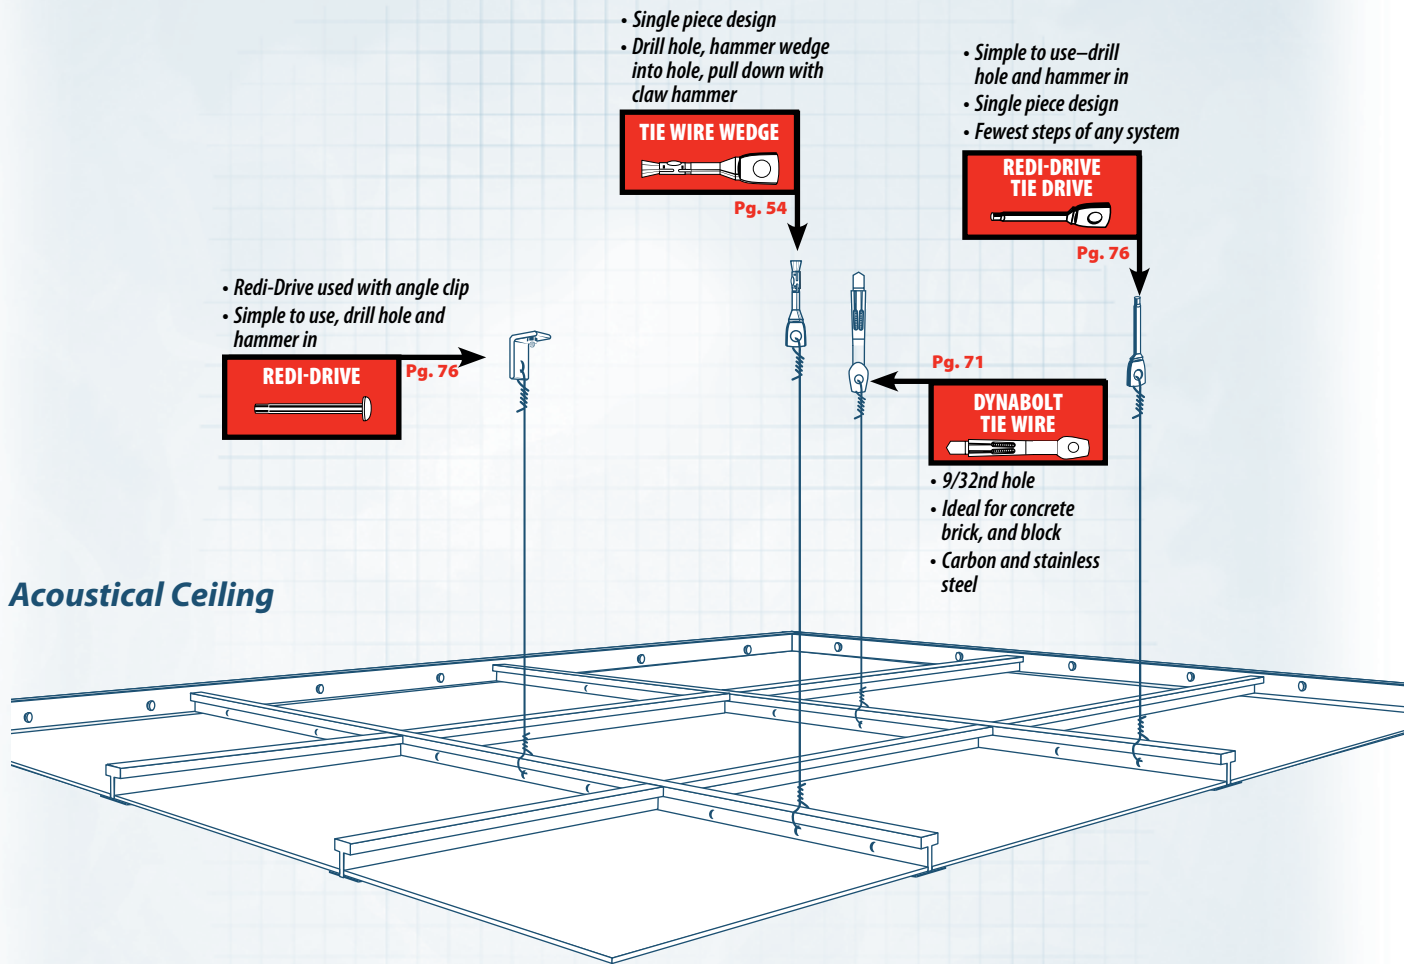 • Single piece design
• Drill hole, hammer wedge
into hole, pull down with
claw hammer
TIE WIRE WEDGE
Pg. 54
• Simple to use–drill
hole and hammer in
• Single piece design
• Fewest steps of any system
REDI-DRIVE
TIE DRIVE
Pg. 76
• Redi-Drive used with angle clip
• Simple to use, drill hole and
hammer in
REDI-DRIVE
Pg. 76
Pg. 71
DYNABOLT
TIE WIRE
• 9/32nd hole
• Ideal for concrete
brick, and block
• Carbon and stainless
steel
Acoustical Ceiling